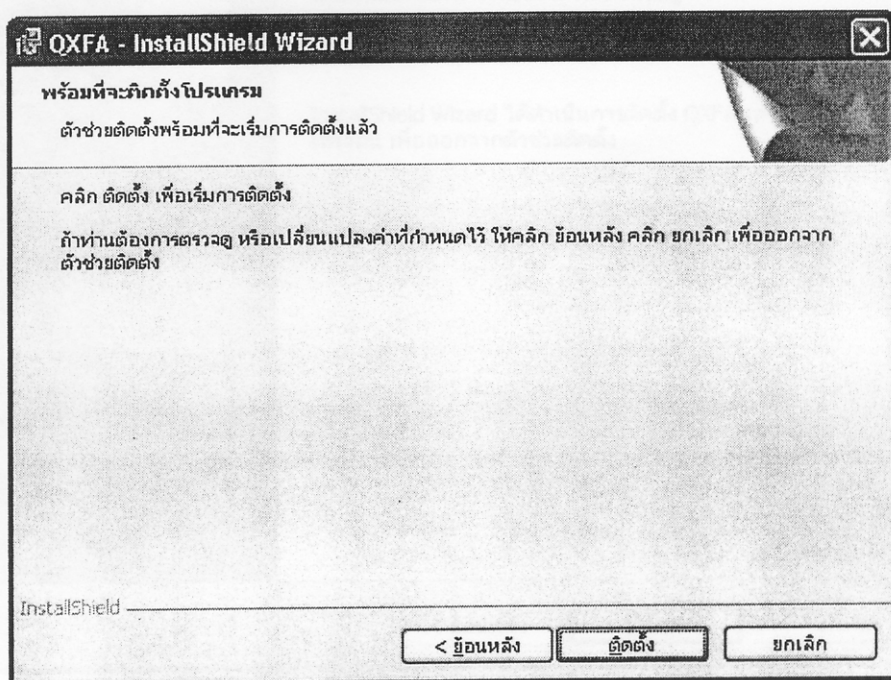 QXFA - InstallShield Wizard
พร้อมที่จะติดตั้งโปรแกรม
ตัวช่วยติดตั้งพร้อมที่จะเริ่มการติดตั้งแล้ว
คลิก ติดตั้ง เพื่อเริ่มการติดตั้ง
ถ้าท่านต้องการตรวจดู หรือเปลี่ยนแปลงค่าที่กำหนดไว้ ให้คลิก ย้อนหลัง คลิก ยกเลิก เพื่อออกจาก
ตัวช่วยติดตั้ง
InstallShield
< ย้อนหลัง
ติดตั้ง
ยกเลิก